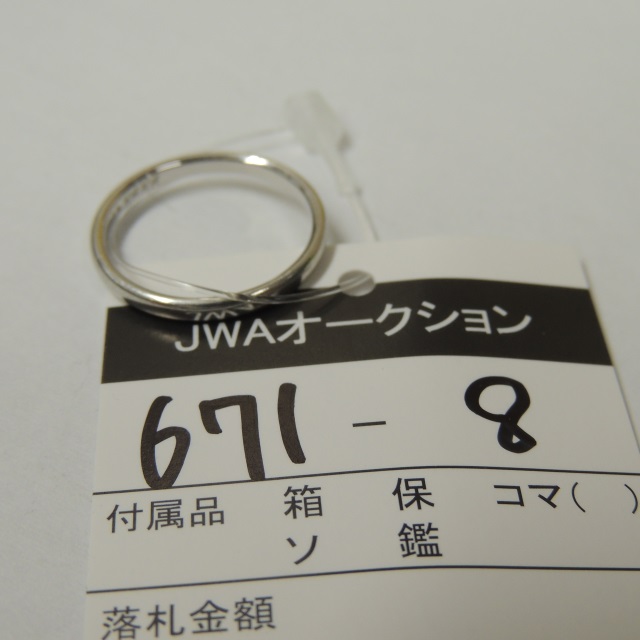 JWAオークション
671 - 8
付属品 箱 保 コマ( )
ソ 鑑
落札金額